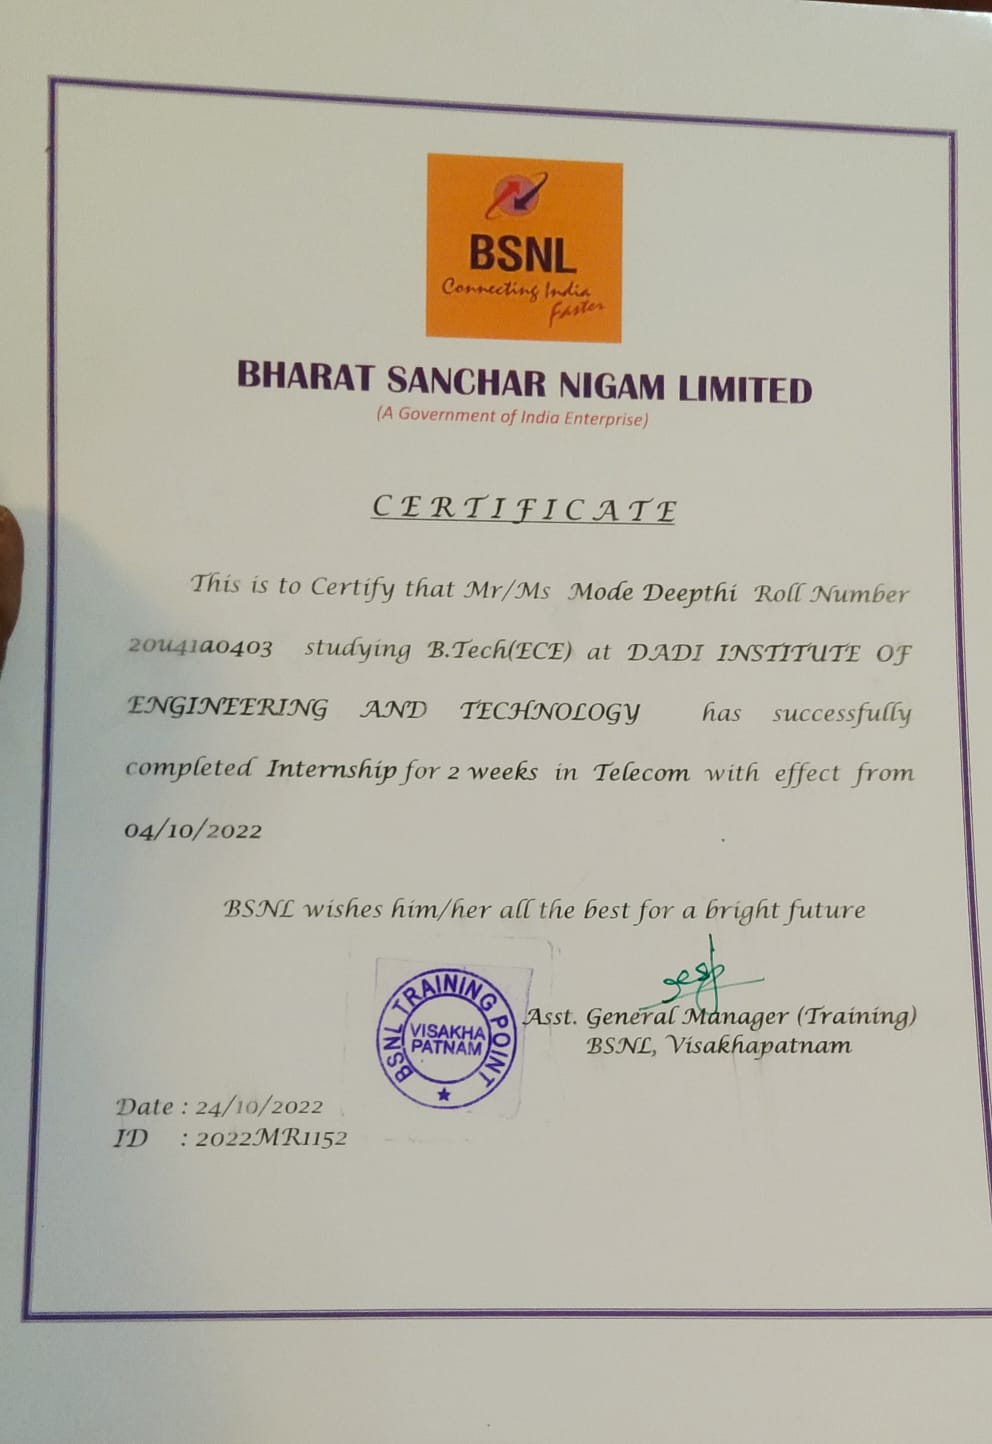 BSNL
Connecting India
faster
BHARAT SANCHAR NIGAM LIMITED
(A Government of India Enterprise)
CERTIFICATE
This is to Certify that Mr/Ms Mode Deepthi Roll Number
20U41a0403 studying B.Tech(ECE) at DADI INSTITUTE OF
ENGINEERING AND TECHNOLOGY has successfully
completed Internship for 2 weeks in Telecom with effect from
04/10/2022
BSNL wishes him/her all the best for a bright future
Asst. General Manager (Training)
BSNL, Visakhapatnam
BSNL TRAINING POINT
VISAKHA
PATNAM
Date : 24/10/2022
ID : 2022MR1152